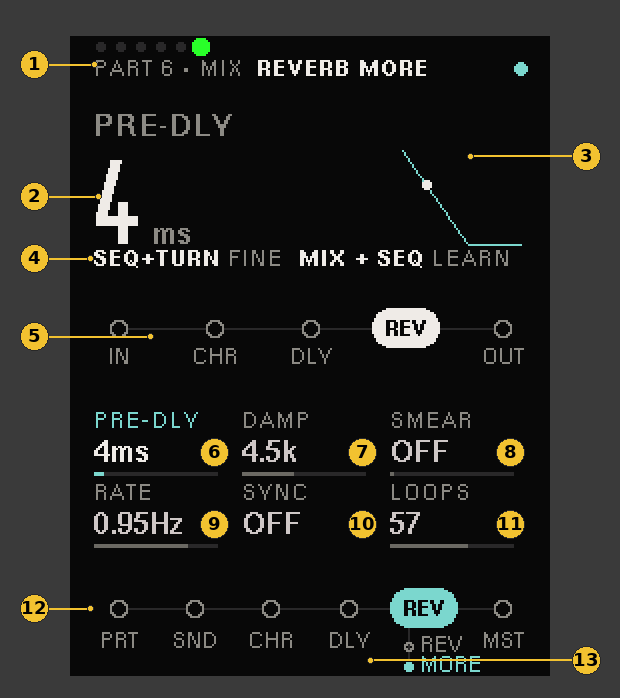 1 PART 6 · MIX REVERB MORE
PRE-DLY
3
2 4 ms
4 SEQ+TURN FINE MIX + SEQ LEARN
REV
5 IN CHR DLY OUT
PRE-DLY DAMP SMEAR
4ms 6 4.5k 7 OFF 8
RATE SYNC LOOPS
0.95Hz 9 OFF 10 57 11
12 REV
PRT SND CHR DLY REV MST
MORE 13